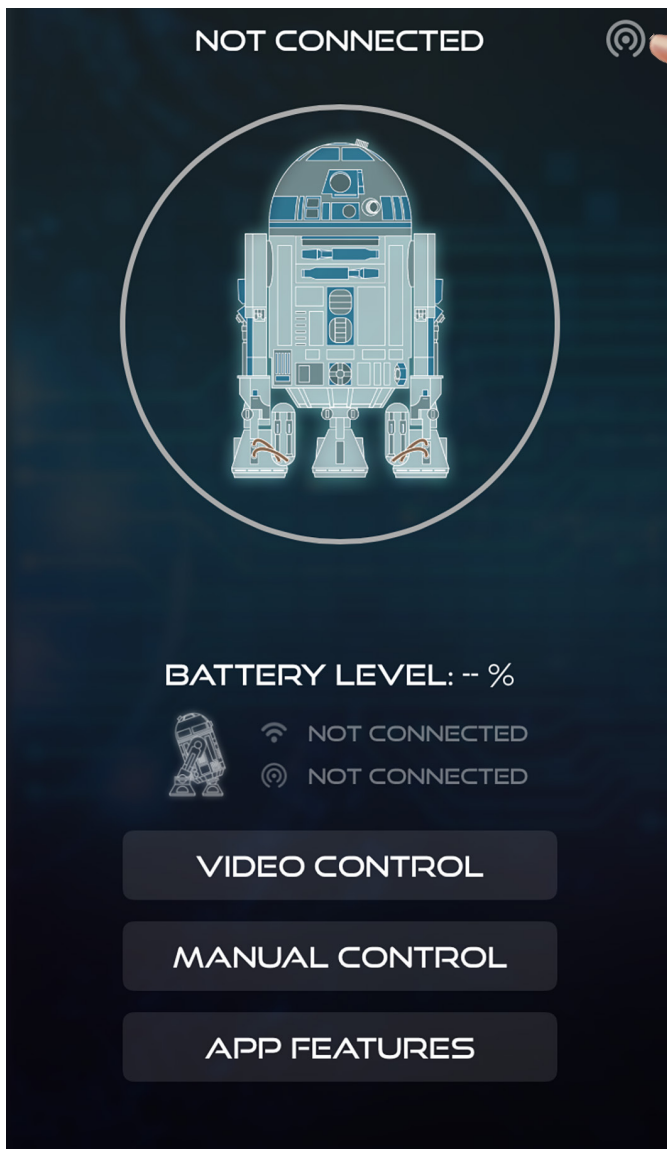 NOT CONNECTED
BATTERY LEVEL: -- %
NOT CONNECTED
NOT CONNECTED
VIDEO CONTROL
MANUAL CONTROL
APP FEATURES